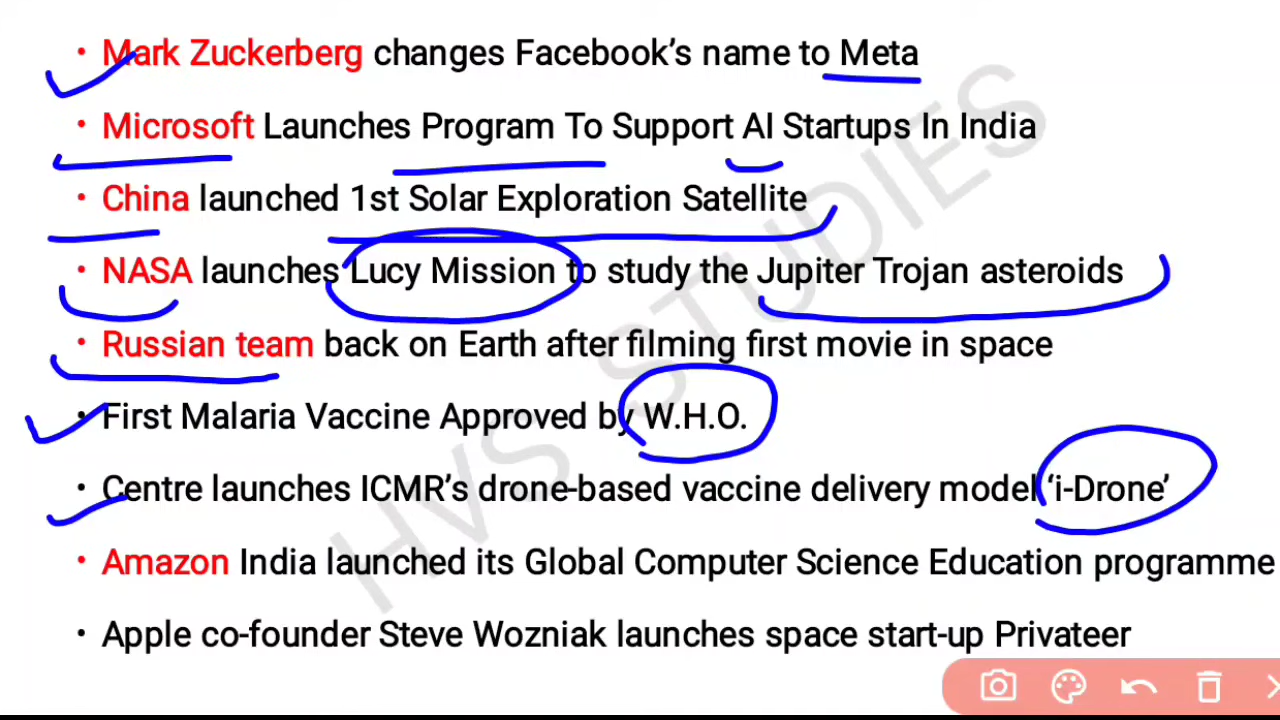 • Mark Zuckerberg changes Facebook’s name to Meta
• Microsoft Launches Program To Support AI Startups In India
• China launched 1st Solar Exploration Satellite
• NASA launches Lucy Mission to study the Jupiter Trojan asteroids
• Russian team back on Earth after filming first movie in space
• First Malaria Vaccine Approved by W.H.O.
• Centre launches ICMR’s drone-based vaccine delivery model ‘i-Drone’
• Amazon India launched its Global Computer Science Education programme
• Apple co-founder Steve Wozniak launches space start-up Privateer
HVS STUDIES